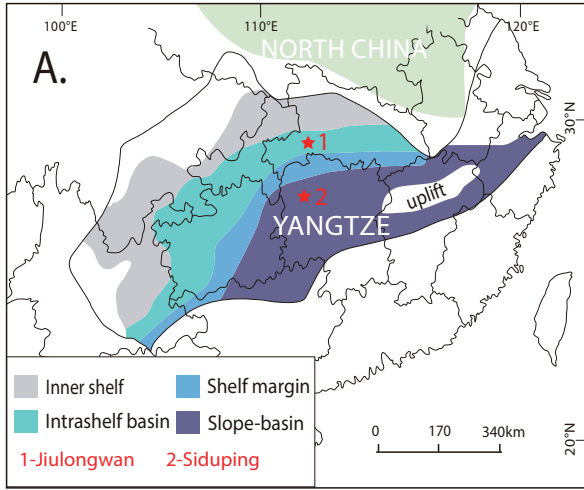 100°E 110°E 120°E
A.
NORTH CHINA
30°N
1
2
uplift
YANGTZE
Inner shelf
Shelf margin
Intrashelf basin
Slope-basin
1-Jiulongwan 2-Siduping
0 170 340km
20°N